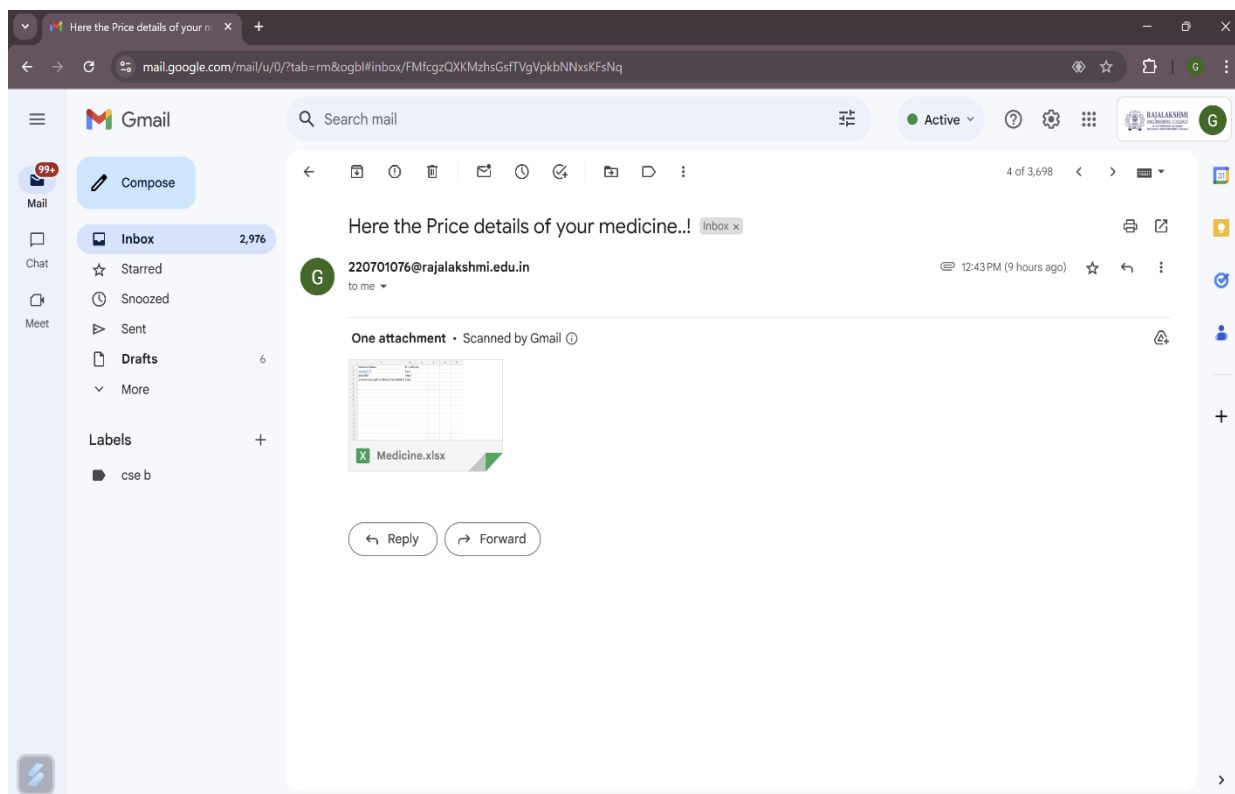 Here the Price details of your m
mail.google.com/mail/u/0/?tab=rm&ogbl#inbox/FMfcgzQXKMzhsGsfTVgVpkbNNxsKFsNq
G
Gmail
Search mail
Active
RAJALAKSHMI
ENGINEERING COLLEGE
G
99+
Mail
Compose
4 of 3,698
31
Inbox 2,976
Here the Price details of your medicine..! Inbox ×
Chat
Starred
G
220701076@rajalakshmi.edu.in
12:43 PM (9 hours ago)
to me
Snoozed
Meet
Sent
One attachment • Scanned by Gmail
Drafts 6
More
Labels
X Medicine.xlsx
cse b
Reply
Forward